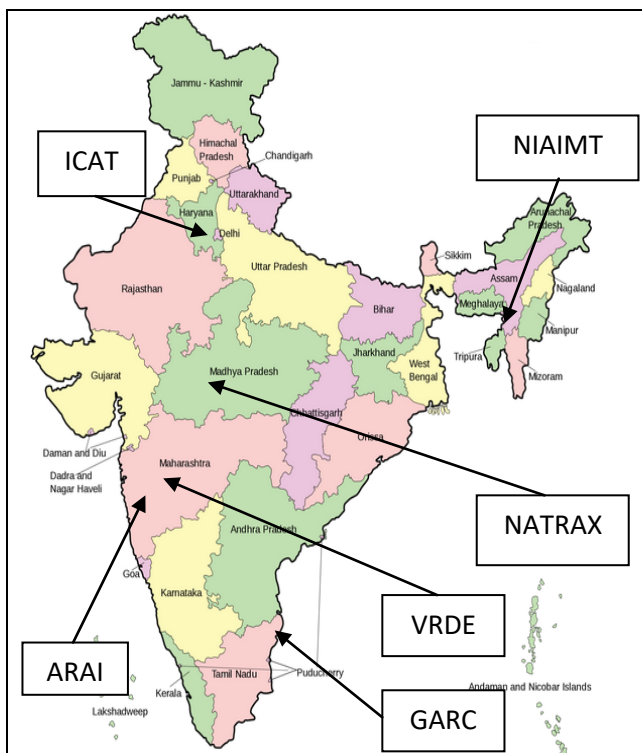 Jammu - Kashmir
Himachal
Pradesh
NIAIMT
ICAT
Chandigarh
Punjab
Uttarakhand
Haryana
Delhi
Arunachal
Pradesh
Sikkim
Uttar Pradesh
Assam
Rajasthan
Nagaland
Meghalaya
Bihar
Manipur
Jharkhand
Tripura
West
Bengal
Gujarat
Madhya Pradesh
Mizoram
Chhattisgarh
Orissa
Daman and Diu
Maharashtra
Dadra and
Nagar Haveli
NATRAX
Andhra Pradesh
Goa
Karnataka
VRDE
ARAI
Tamil Nadu
Puducherry
Kerala
Andaman and Nicobar Islands
Lakshadweep
GARC